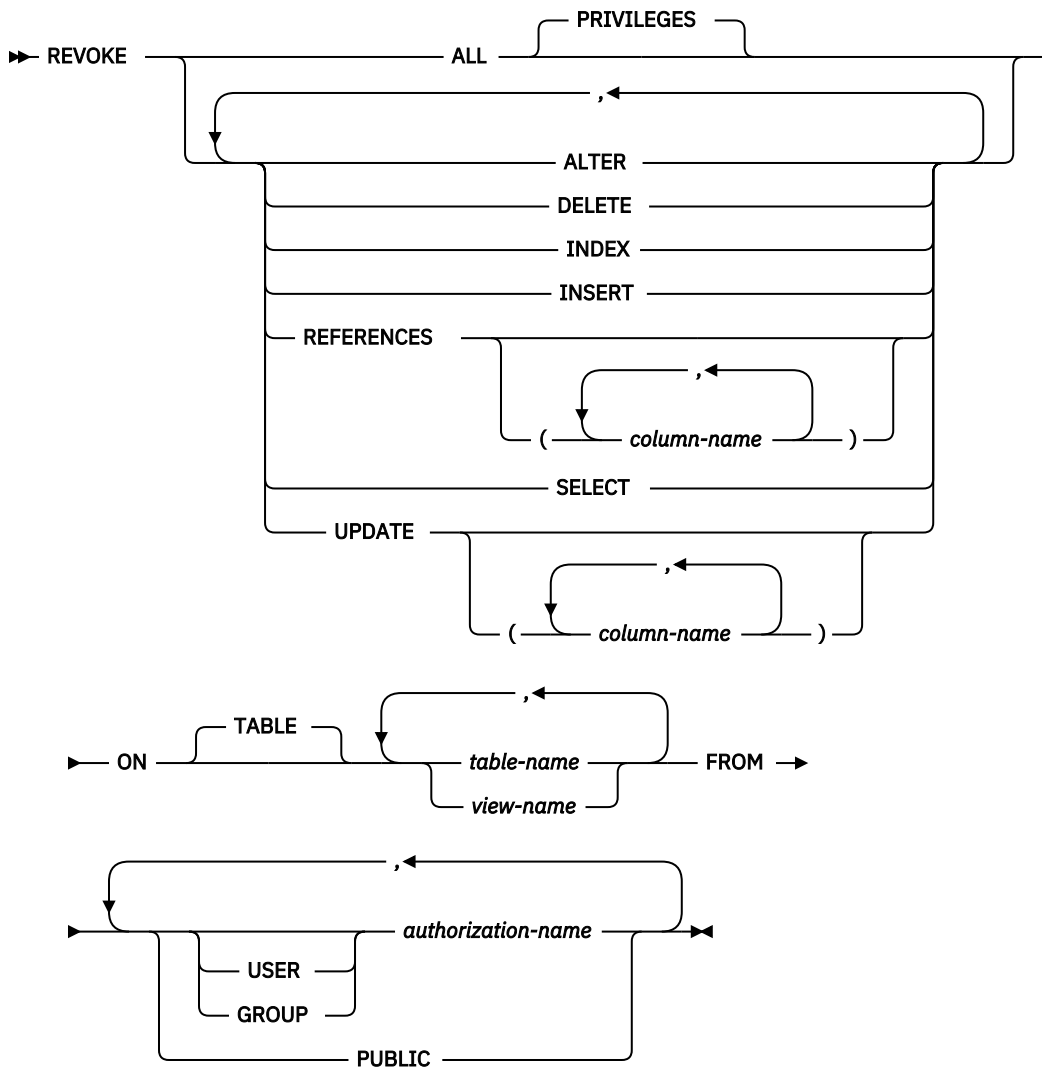 PRIVILEGES
REVOKE ALL
,
ALTER
DELETE
INDEX
INSERT
REFERENCES
,
( column-name )
SELECT
UPDATE
,
( column-name )
,
TABLE
ON table-name FROM
view-name
,
authorization-name
USER
GROUP
PUBLIC